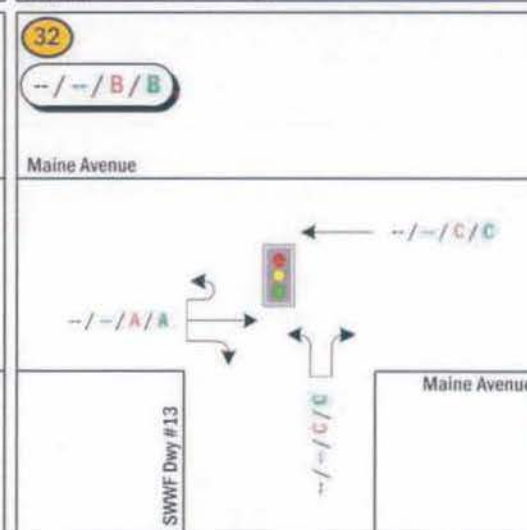 32
-- / -- / B / B
Maine Avenue
-- / -- / C / C
-- / -- / A / A
Maine Avenue
SWWF Dwy #13
-- / -- / C / C